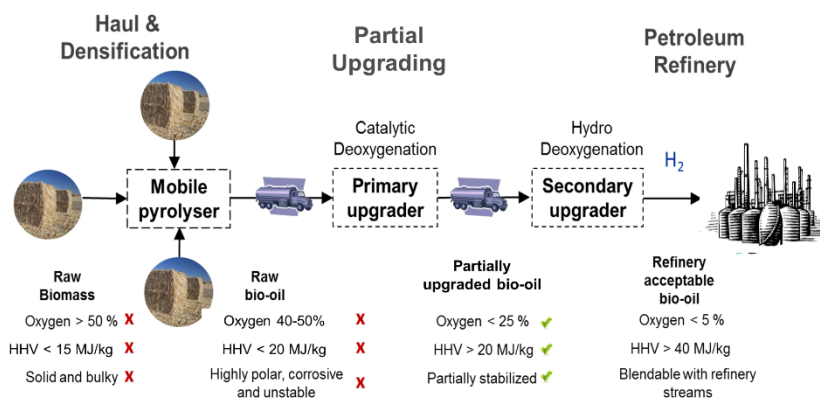 Haul &
Densification
Partial
Upgrading
Petroleum
Refinery
Catalytic
Deoxygenation
Hydro
Deoxygenation
H2
Mobile
pyrolyser
Primary
upgrader
Secondary
upgrader
Raw
Biomass
Raw
bio-oil
Partially
upgraded bio-oil
Refinery
acceptable
bio-oil
Oxygen > 50 % X
Oxygen 40-50% X
Oxygen < 25 %
Oxygen < 5 %
HHV < 15 MJ/kg X
HHV < 20 MJ/kg X
HHV > 20 MJ/kg
HHV > 40 MJ/kg
Solid and bulky X
Highly polar, corrosive
and unstable X
Partially stabilized
Blendable with refinery
streams